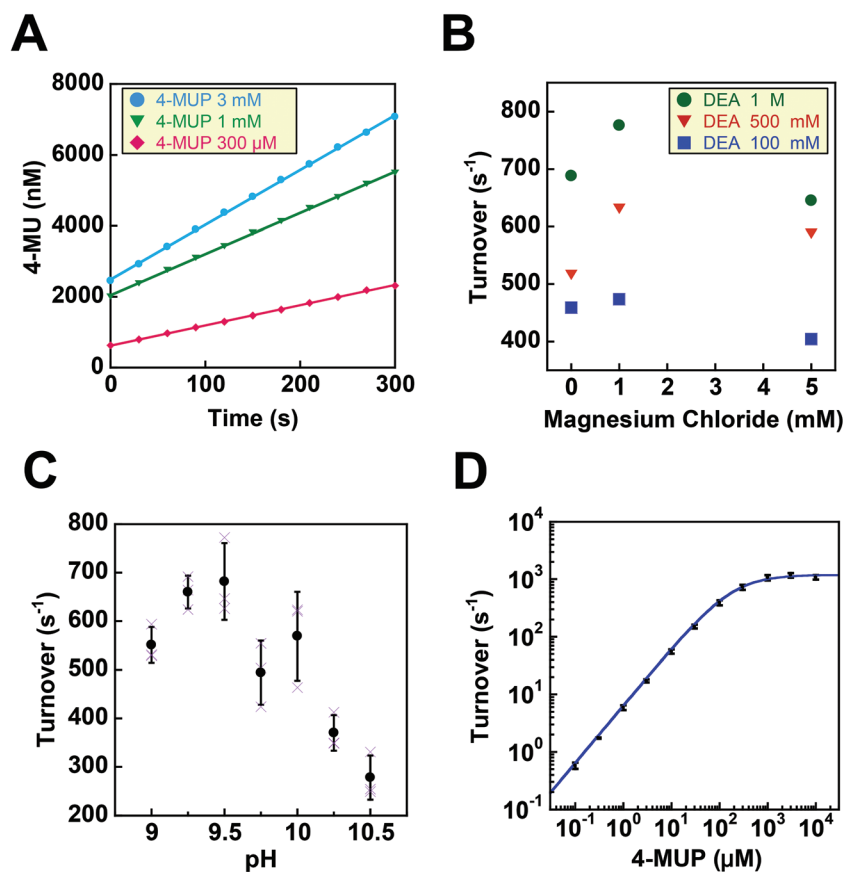 A
8000
6000
4000
2000
0
4-MU (nM)
4-MUP 3 mM
4-MUP 1 mM
4-MUP 300 μM
0 100 200 300
Time (s)
B
800
700
600
500
400
Turnover (s⁻¹)
DEA 1 M
DEA 500 mM
DEA 100 mM
0 1 2 3 4 5
Magnesium Chloride (mM)
C
800
700
600
500
400
300
200
Turnover (s⁻¹)
9 9.5 10 10.5
pH
D
10⁴
10³
10²
10¹
10⁰
10⁻¹
Turnover (s⁻¹)
10⁻¹ 10⁰ 10¹ 10² 10³ 10⁴
4-MUP (μM)